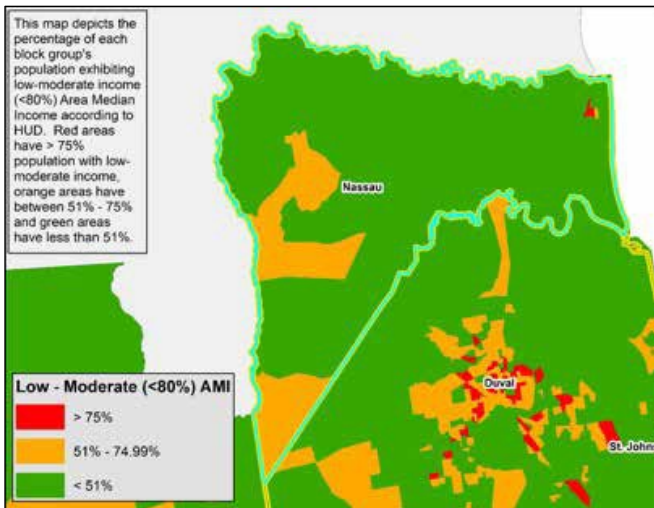 This map depicts the
percentage of each
block group's
population exhibiting
low-moderate income
(<80%) Area Median
Income according to
HUD. Red areas
have > 75%
population with low-
moderate income,
orange areas have
between 51% - 75%
and green areas
have less than 51%.
Nassau
Duval
St. Johns
Low - Moderate (<80%) AMI
> 75%
51% - 74.99%
< 51%